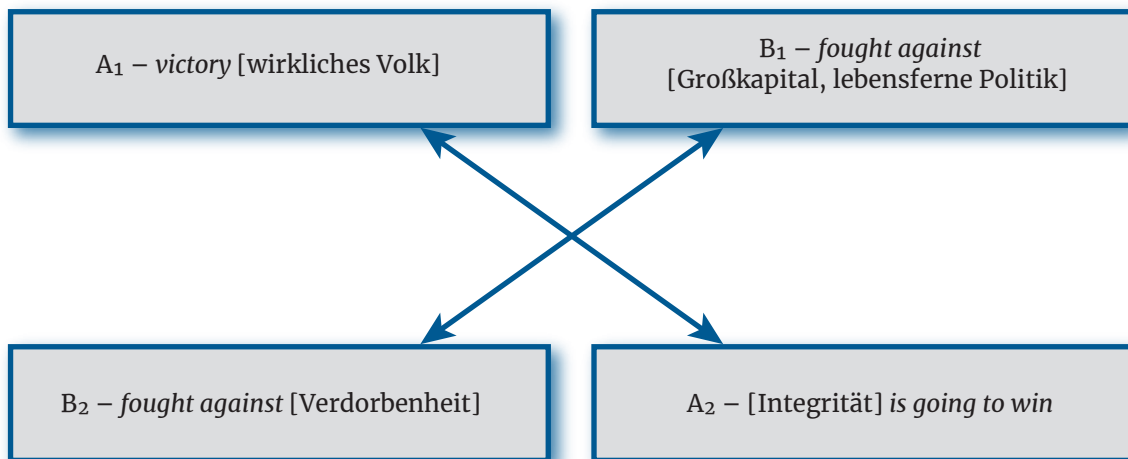 A₁ – victory [wirkliches Volk]
B₁ – fought against
[Großkapital, lebensferne Politik]
B₂ – fought against [Verdorbenheit]
A₂ – [Integrität] is going to win